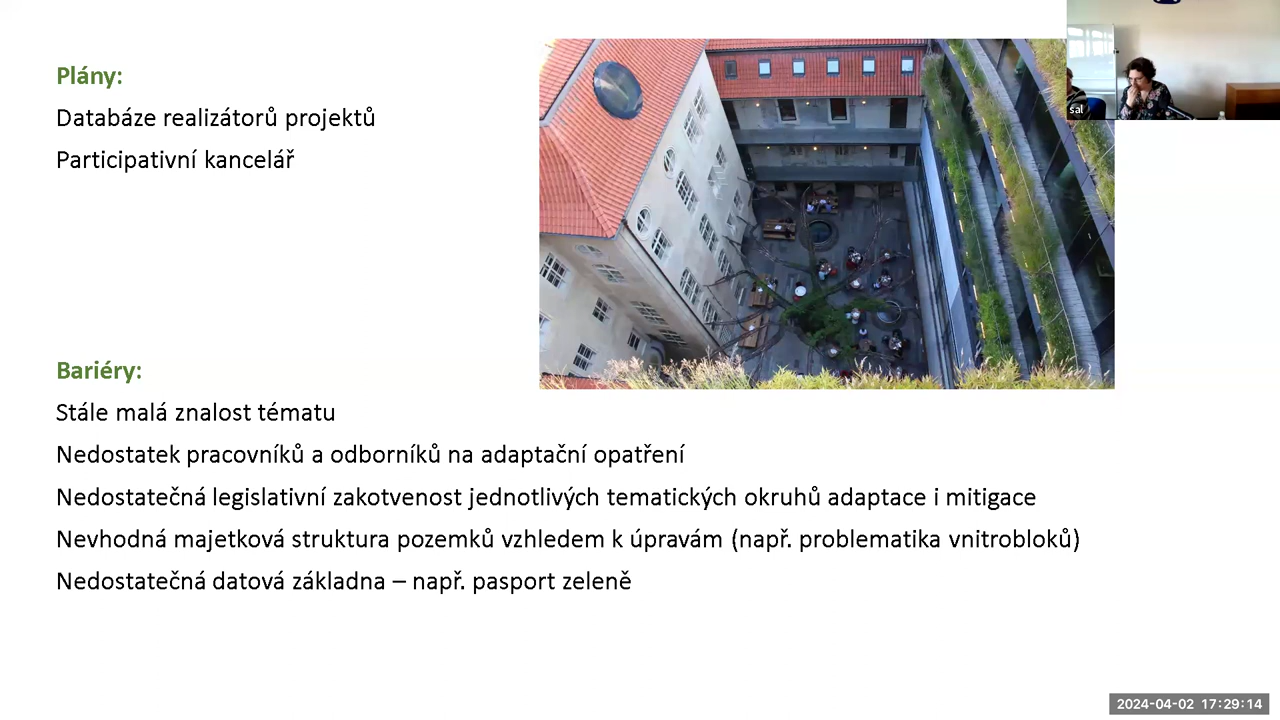 Plány:
Databáze realizátorů projektů
Participativní kancelář
sál
Bariéry:
Stále malá znalost tématu
Nedostatek pracovníků a odborníků na adaptační opatření
Nedostatečná legislativní zakotvenost jednotlivých tematických okruhů adaptace i mitigace
Nevhodná majetková struktura pozemků vzhledem k úpravám (např. problematika vnitrobloků)
Nedostatečná datová základna – např. pasport zeleně
2024-04-02 17:29:14